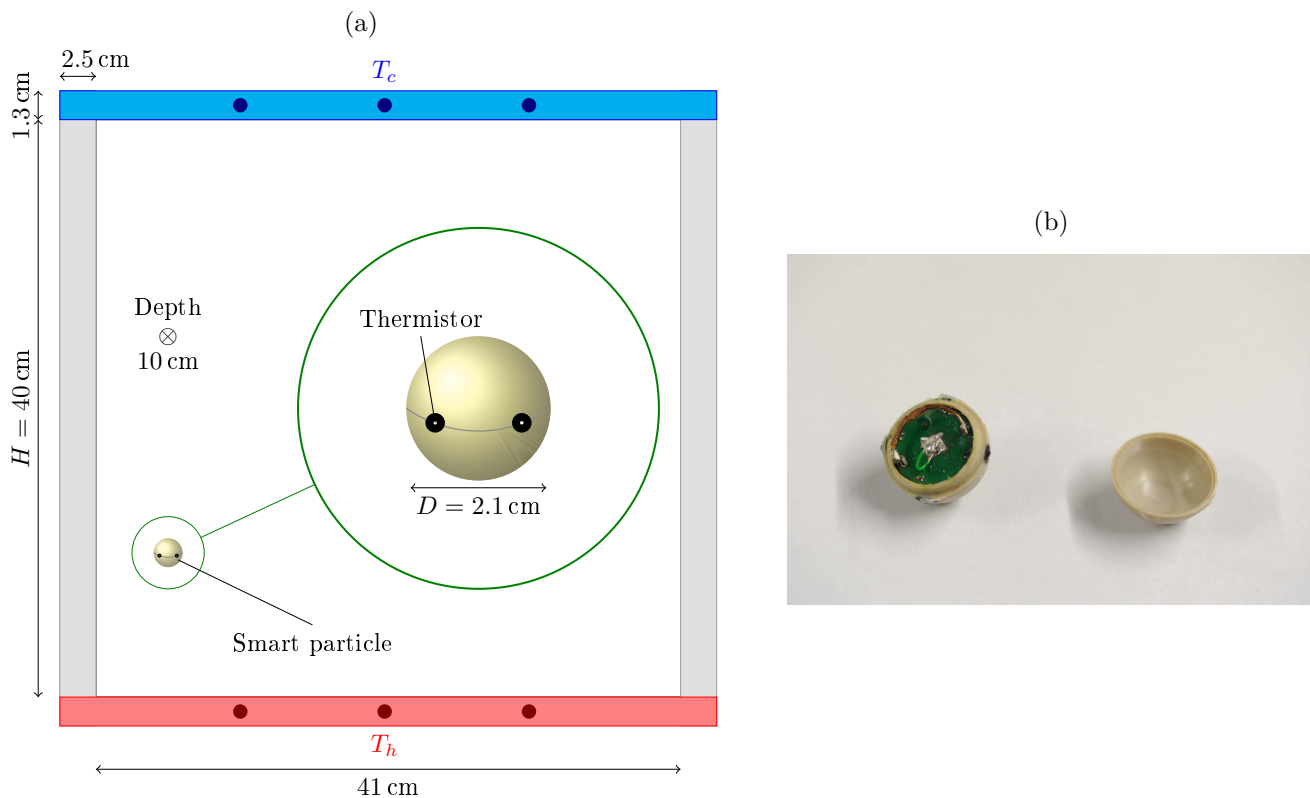 (a)
2.5 cm
T_c
1.3 cm
H = 40 cm
Depth
⊗
10 cm
Thermistor
D = 2.1 cm
Smart particle
T_h
41 cm
(b)